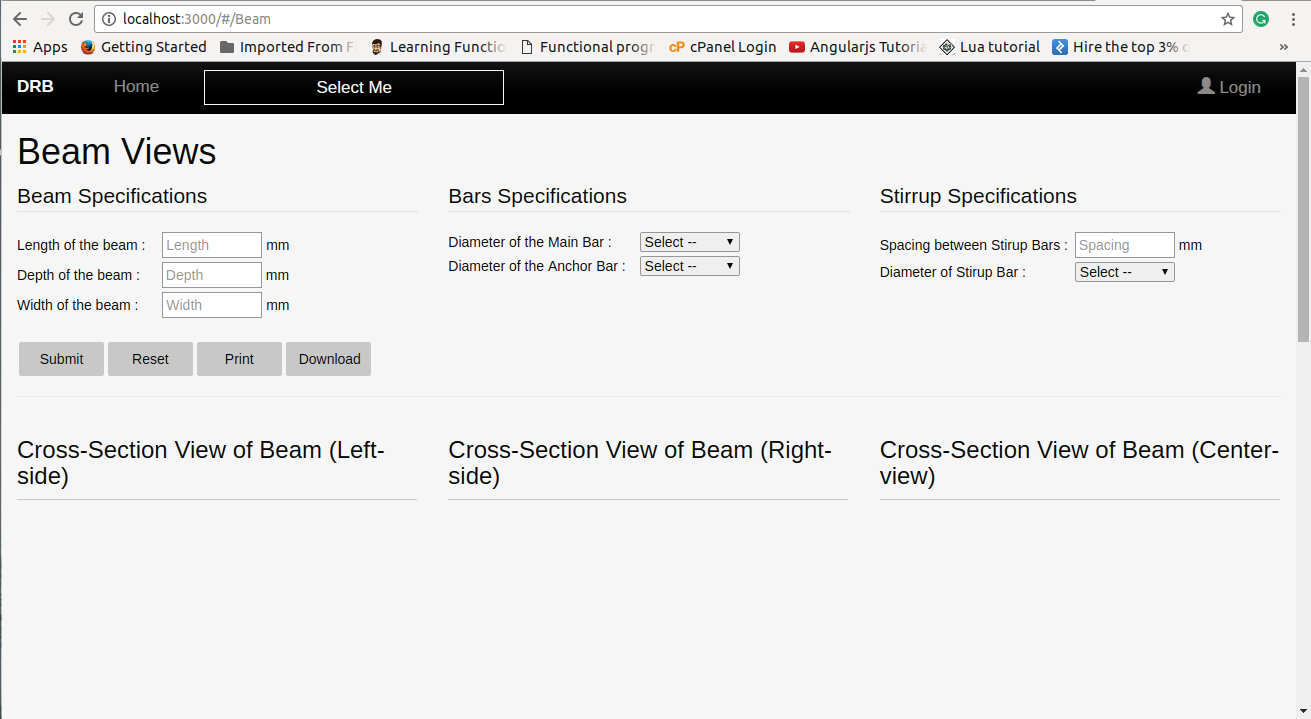 localhost:3000/#/Beam
Apps Getting Started Imported From F Learning Functio Functional progr cPanel Login Angularjs Tutoria Lua tutorial Hire the top 3% o »
DRB Home Select Me Login
Beam Views
Beam Specifications
Length of the beam : Length mm
Depth of the beam : Depth mm
Width of the beam : Width mm
Bars Specifications
Diameter of the Main Bar : Select --
Diameter of the Anchor Bar : Select --
Stirrup Specifications
Spacing between Stirup Bars : Spacing mm
Diameter of Stirup Bar : Select --
Submit Reset Print Download
Cross-Section View of Beam (Left-
side)
Cross-Section View of Beam (Right-
side)
Cross-Section View of Beam (Center-
view)